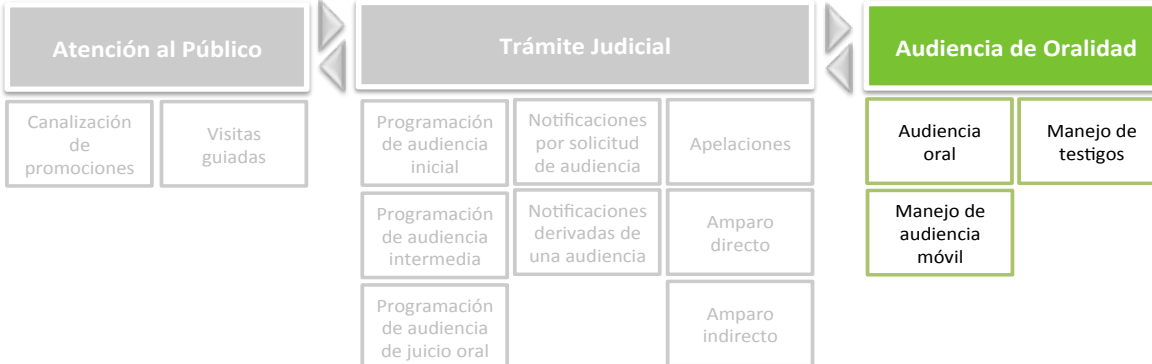 Atención al Público
Trámite Judicial
Audiencia de Oralidad
Canalización
de
promociones
Visitas
guiadas
Programación
de audiencia
inicial
Notificaciones
por solicitud
de audiencia
Apelaciones
Programación
de audiencia
intermedia
Notificaciones
derivadas de
una audiencia
Amparo
directo
Programación
de audiencia
de juicio oral
Amparo
indirecto
Audiencia
oral
Manejo de
testigos
Manejo de
audiencia
móvil